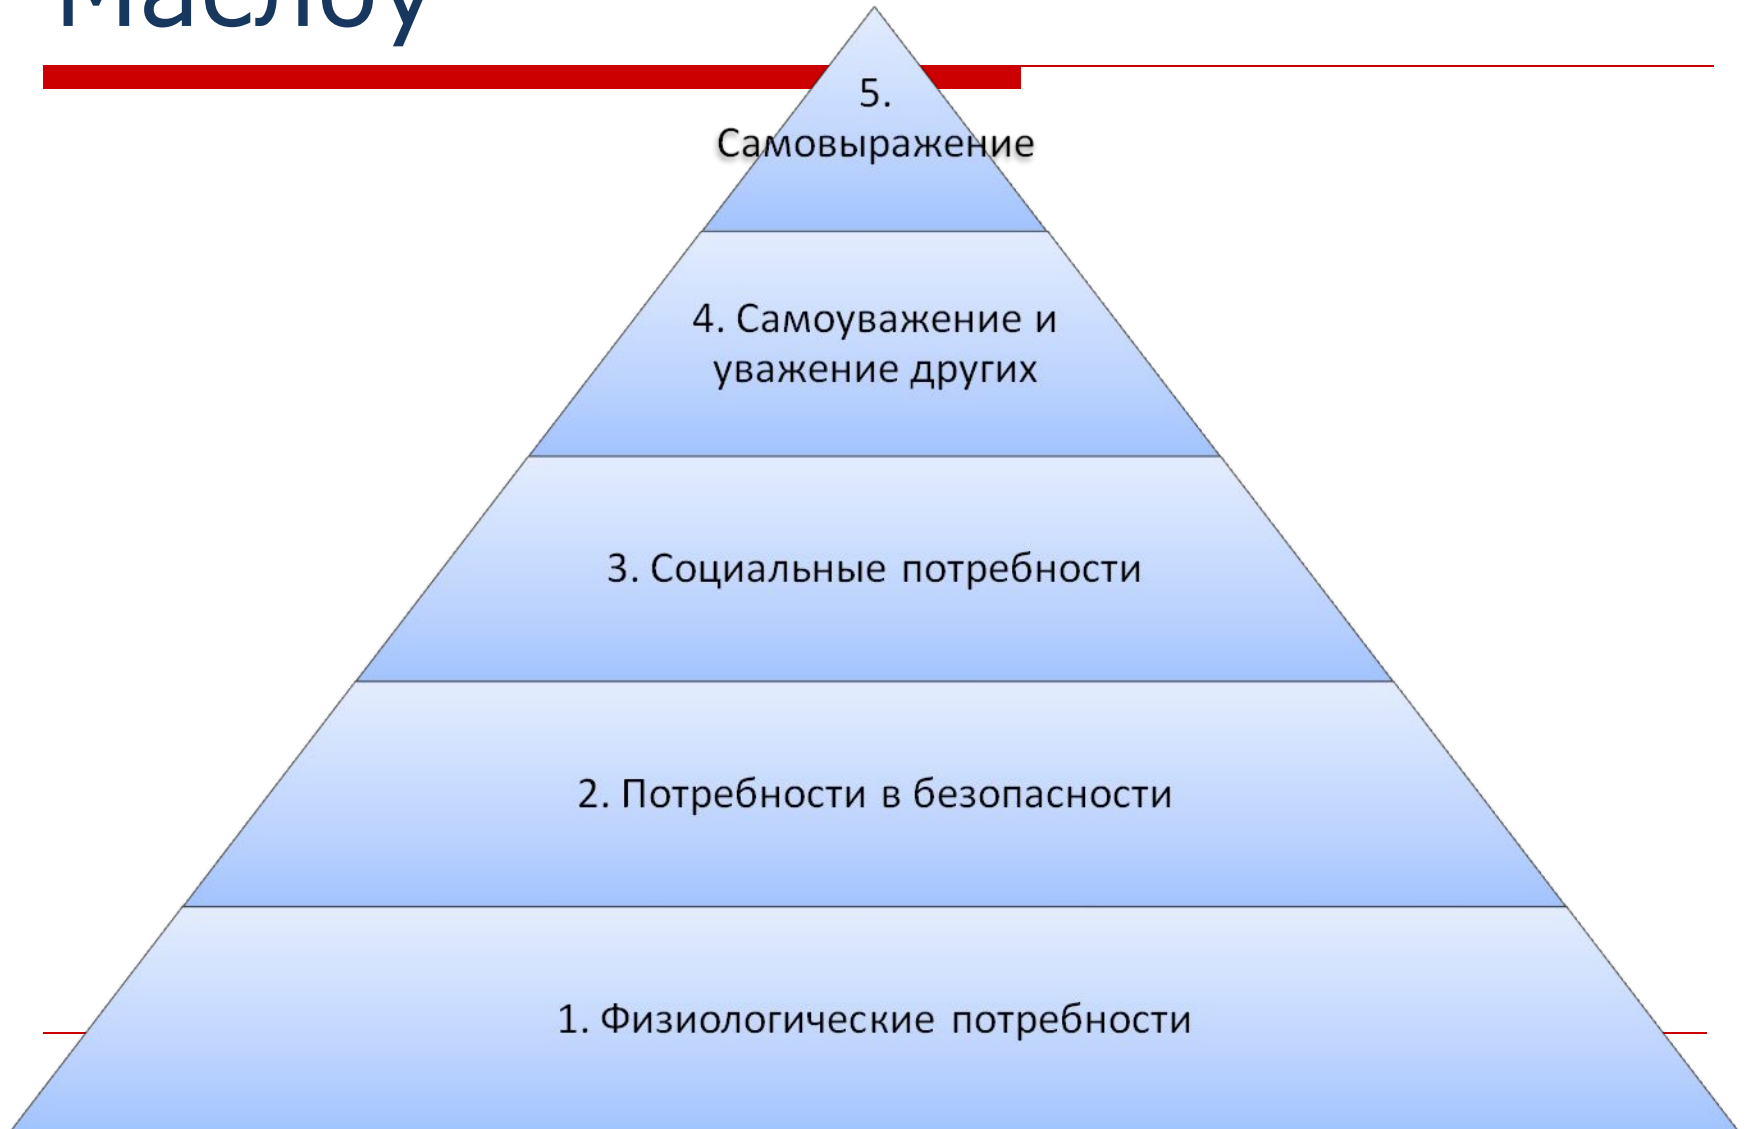 Маслоу
5.
Самовыражение
4. Самоуважение и
уважение других
3. Социальные потребности
2. Потребности в безопасности
1. Физиологические потребности